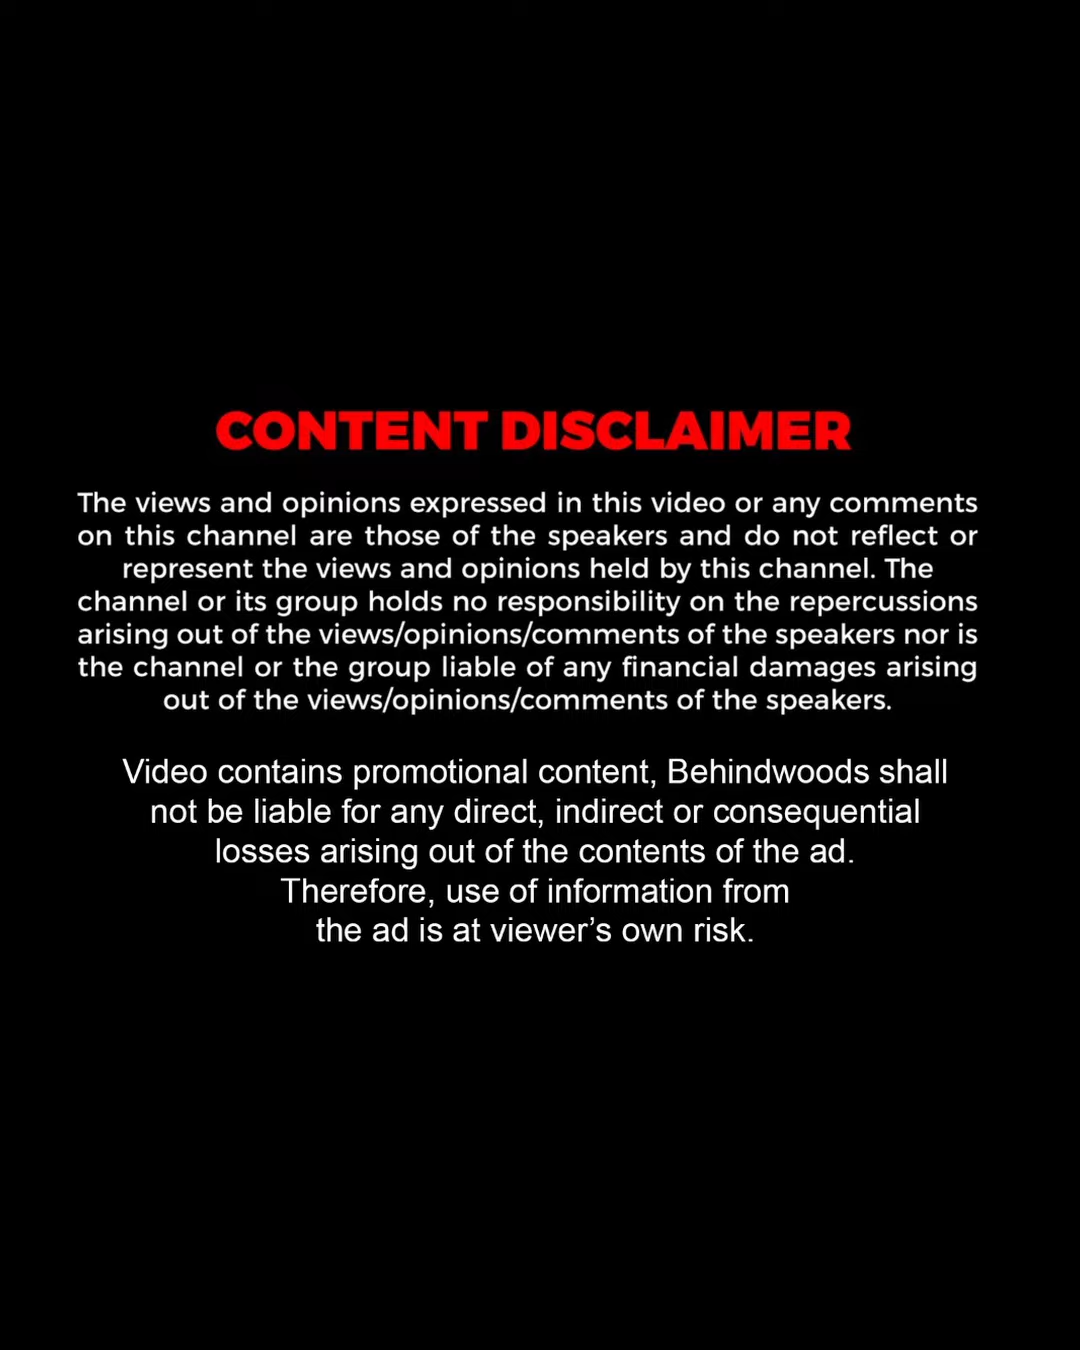 CONTENT DISCLAIMER
The views and opinions expressed in this video or any comments
on this channel are those of the speakers and do not reflect or
represent the views and opinions held by this channel. The
channel or its group holds no responsibility on the repercussions
arising out of the views/opinions/comments of the speakers nor is
the channel or the group liable of any financial damages arising
out of the views/opinions/comments of the speakers.
Video contains promotional content, Behindwoods shall
not be liable for any direct, indirect or consequential
losses arising out of the contents of the ad.
Therefore, use of information from
the ad is at viewer’s own risk.